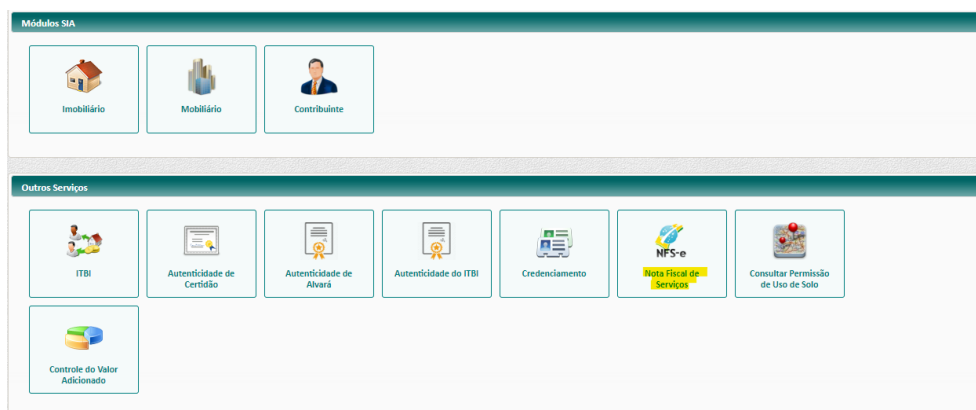 Módulos SIA
Imobiliário
Mobiliário
Contribuinte
Outros Serviços
ITBI
Autenticidade de
Certidão
Autenticidade de
Alvará
Autenticidade do ITBI
Credenciamento
NFS-e
Nota Fiscal de
Serviços
Consultar Permissão
de Uso de Solo
Controle do Valor
Adicionado